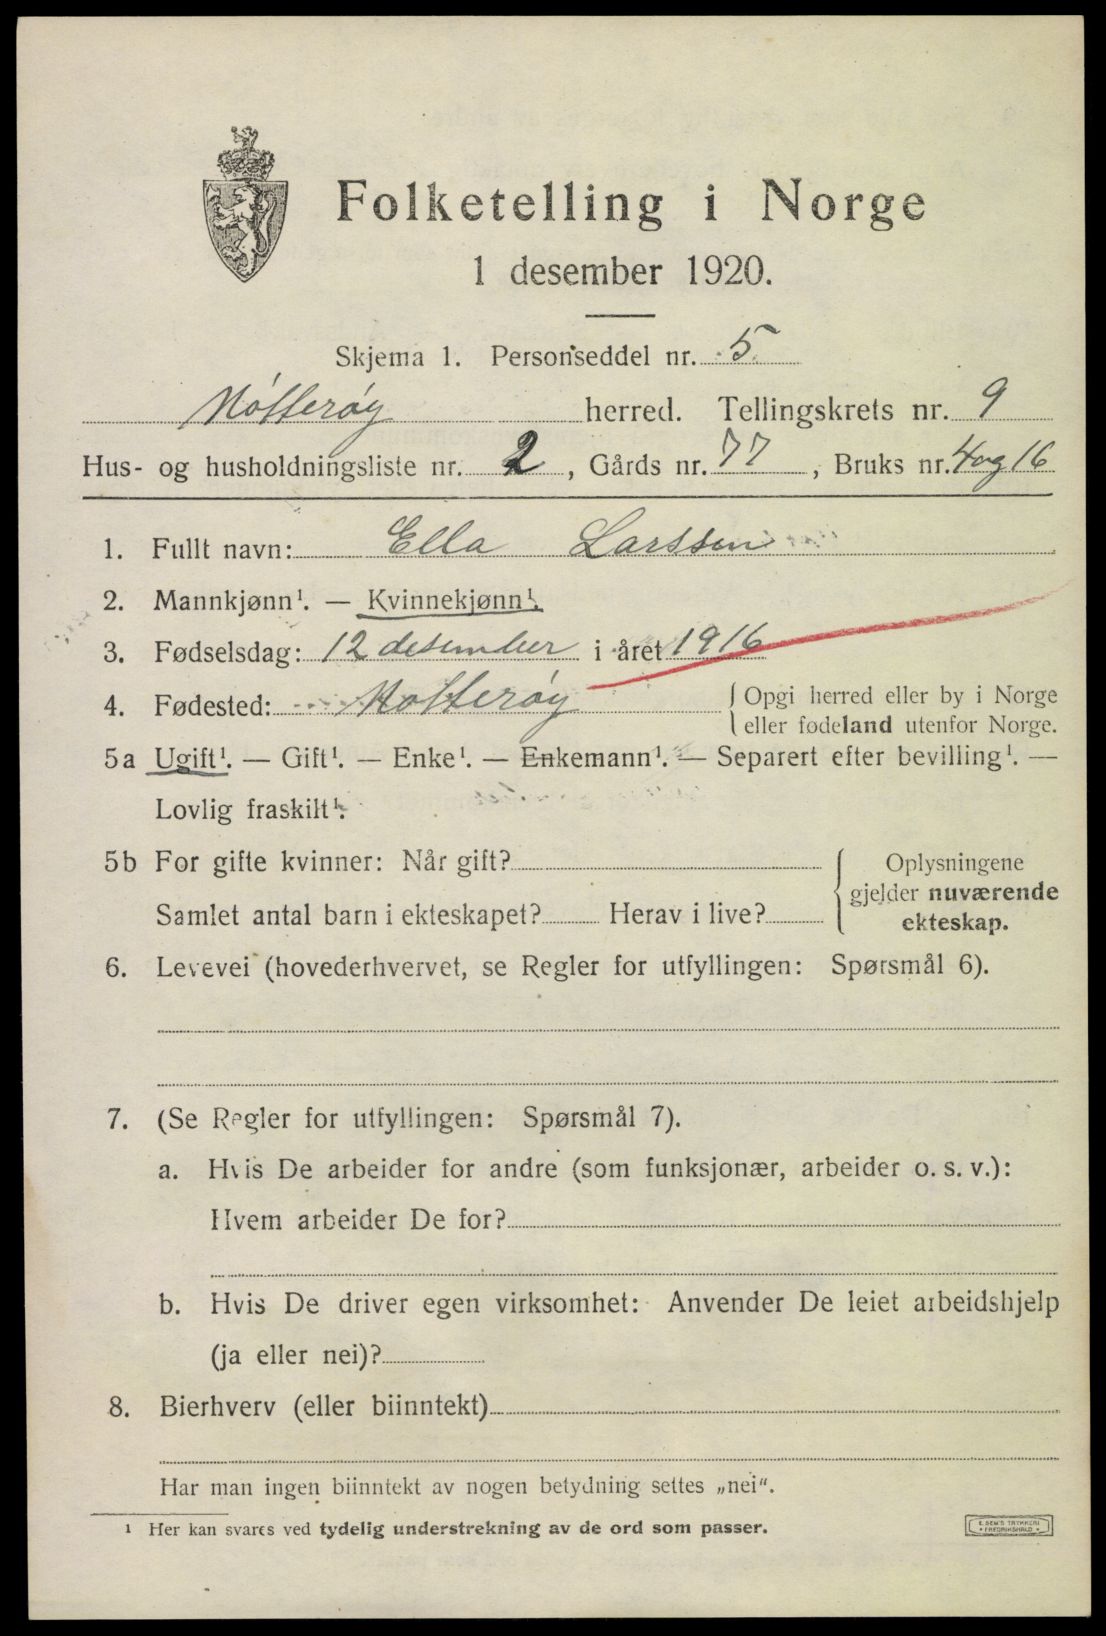 Folketelling i Norge
1 desember 1920.
Skjema 1. Personseddel nr. 5.
Nøtterøy herred. Tellingskrets nr. 9
Hus- og husholdningsliste nr. 2, Gårds nr. 77, Bruks nr. 4 og 16
1. Fullt navn: Ella Larssen
2. Mannkjønn¹. — Kvinnekjønn¹.
3. Fødselsdag: 12 desember i året 1916
4. Fødested: Nøtterøy { Opgi herred eller by i Norge
eller fødeland utenfor Norge.
5a Ugift¹. — Gift¹. — Enke¹. — Enkemann¹. — Separert efter bevilling¹. —
Lovlig fraskilt¹.
5b For gifte kvinner: Når gift? { Oplysningene
gjelder nuværende
Samlet antal barn i ekteskapet? Herav i live? ekteskap.
6. Levevei (hovederhvervet, se Regler for utfyllingen: Spørsmål 6).
7. (Se Regler for utfyllingen: Spørsmål 7).
a. Hvis De arbeider for andre (som funksjonær, arbeider o. s. v.):
Hvem arbeider De for?
b. Hvis De driver egen virksomhet: Anvender De leiet arbeidshjelp
(ja eller nei)?
8. Bierhverv (eller biinntekt)
Har man ingen biinntekt av nogen betydning settes „nei“.
¹ Her kan svares ved tydelig understrekning av de ord som passer.
E. SEM'S TRYKKERI
• FREDRIKSHALD •